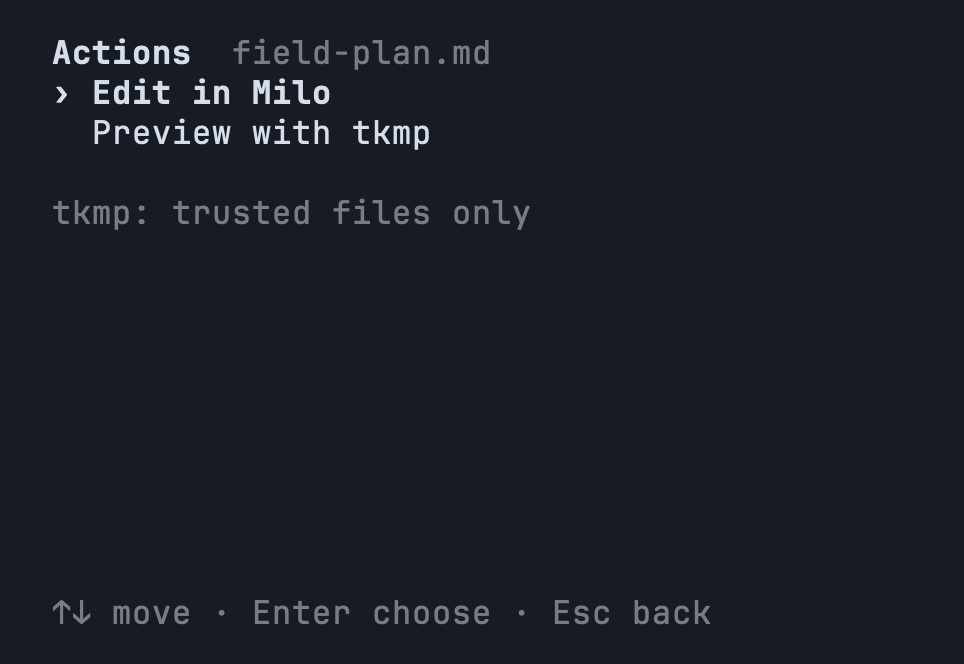 Actions  field-plan.md
› Edit in Milo
  Preview with tkmp
tkmp: trusted files only
↑↓ move · Enter choose · Esc back